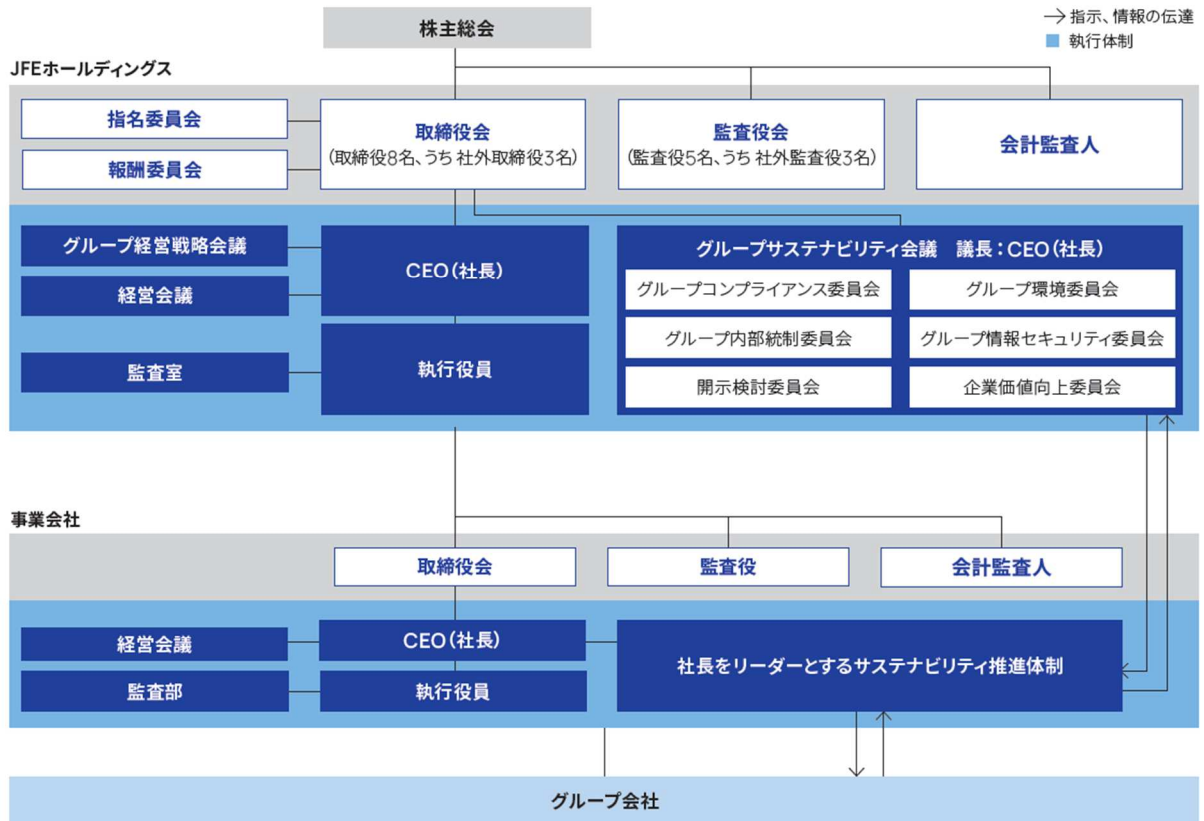 株主総会
→指示、情報の伝達
執行体制
JFEホールディングス
指名委員会
報酬委員会
取締役会
(取締役8名、うち 社外取締役3名)
監査役会
(監査役5名、うち 社外監査役3名)
会計監査人
グループ経営戦略会議
経営会議
監査室
CEO(社長)
執行役員
グループサステナビリティ会議 議長:CEO(社長)
グループコンプライアンス委員会
グループ環境委員会
グループ内部統制委員会
グループ情報セキュリティ委員会
開示検討委員会
企業価値向上委員会
事業会社
取締役会
監査役
会計監査人
経営会議
CEO(社長)
監査部
執行役員
社長をリーダーとするサステナビリティ推進体制
グループ会社